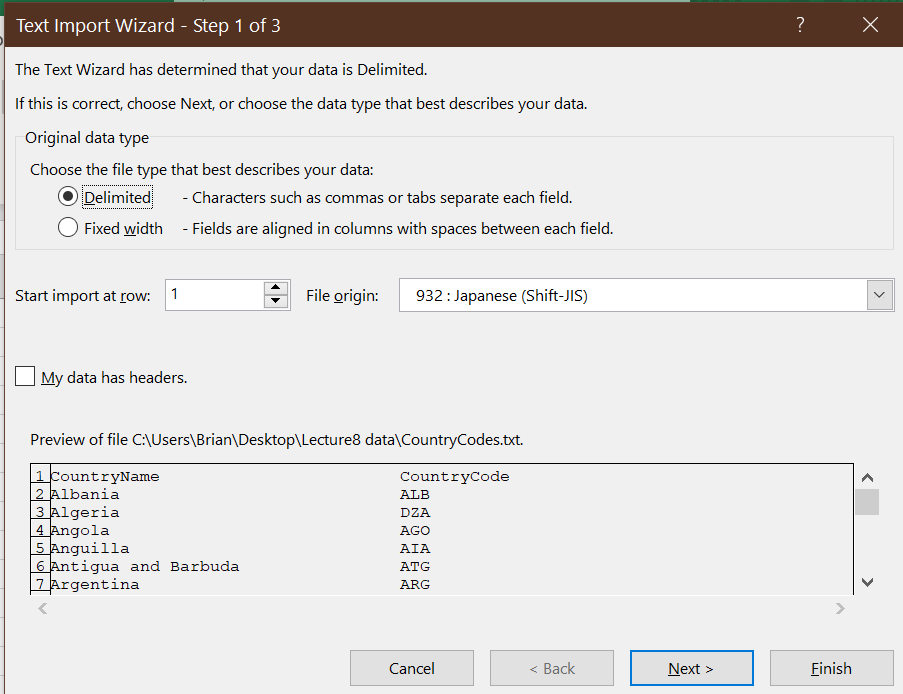 Text Import Wizard - Step 1 of 3 ?
The Text Wizard has determined that your data is Delimited.
If this is correct, choose Next, or choose the data type that best describes your data.
Original data type
Choose the file type that best describes your data:
Delimited - Characters such as commas or tabs separate each field.
Fixed width - Fields are aligned in columns with spaces between each field.
Start import at row: 1 File origin: 932 : Japanese (Shift-JIS)
My data has headers.
Preview of file C:\Users\Brian\Desktop\Lecture8 data\CountryCodes.txt.
1 CountryName CountryCode
2 Albania ALB
3 Algeria DZA
4 Angola AGO
5 Anguilla AIA
6 Antigua and Barbuda ATG
7 Argentina ARG
Cancel < Back Next > Finish